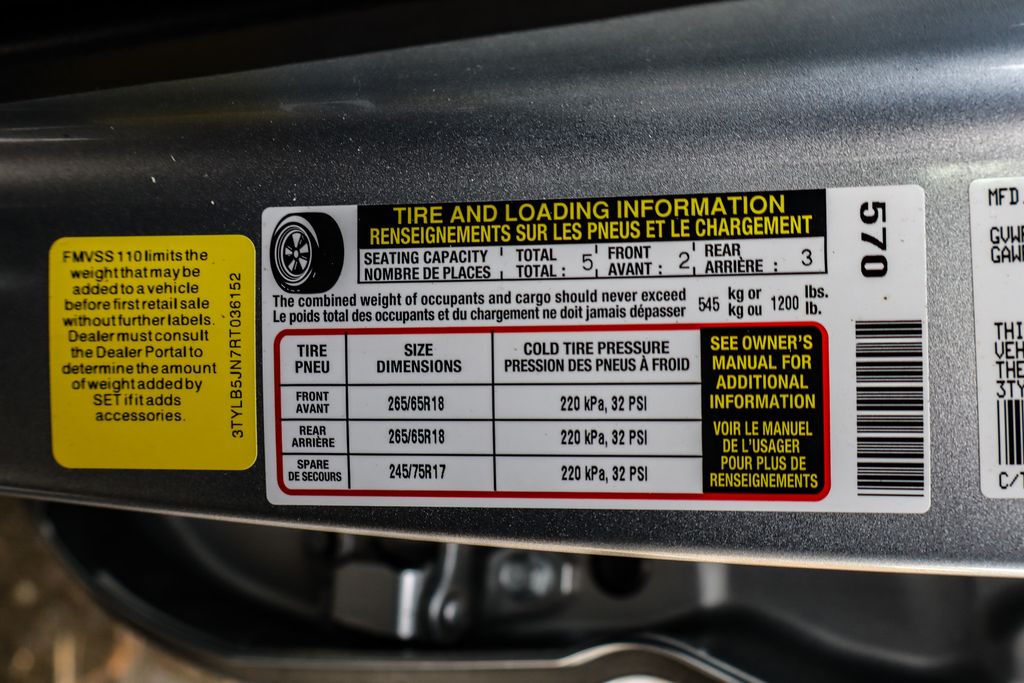 FMVSS 110 limits the
weight that may be
added to a vehicle
before first retail sale
without further labels.
Dealer must consult
the Dealer Portal to
determine the amount
of weight added by
SET if it adds
accessories.
3TYLB5JN7RT036152
TIRE AND LOADING INFORMATION
RENSEIGNEMENTS SUR LES PNEUS ET LE CHARGEMENT
SEATING CAPACITY TOTAL FRONT REAR
NOMBRE DE PLACES TOTAL : 5 AVANT : 2 ARRIÈRE : 3
The combined weight of occupants and cargo should never exceed 545 kg or 1200 lbs.
Le poids total des occupants et du chargement ne doit jamais dépasser kg ou lb.
TIRE SIZE COLD TIRE PRESSURE
PNEU DIMENSIONS PRESSION DES PNEUS À FROID
FRONT
AVANT 265/65R18 220 kPa, 32 PSI
REAR
ARRIÈRE 265/65R18 220 kPa, 32 PSI
SPARE
DE SECOURS 245/75R17 220 kPa, 32 PSI
SEE OWNER'S
MANUAL FOR
ADDITIONAL
INFORMATION
VOIR LE MANUEL
DE L'USAGER
POUR PLUS DE
RENSEIGNEMENTS
570
MFD
GVWR
GAWR
THI
VEH
THE
3TY
C/T